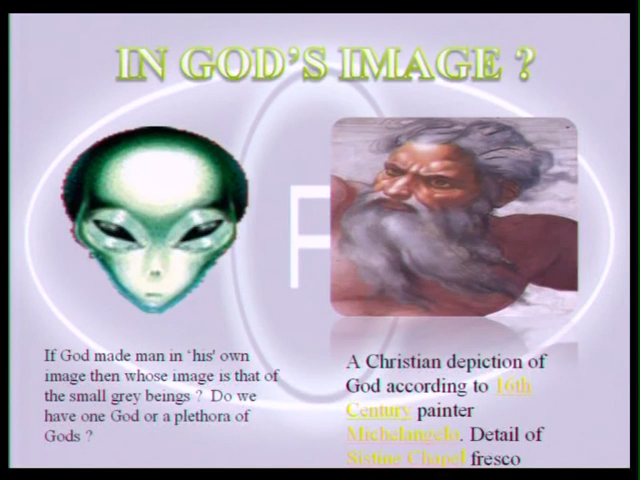 IN GOD'S IMAGE ?
If God made man in 'his' own
image then whose image is that of
the small grey beings ? Do we
have one God or a plethora of
Gods ?
A Christian depiction of
God according to 16th
Century painter
Michelangelo. Detail of
Sistine Chapel fresco